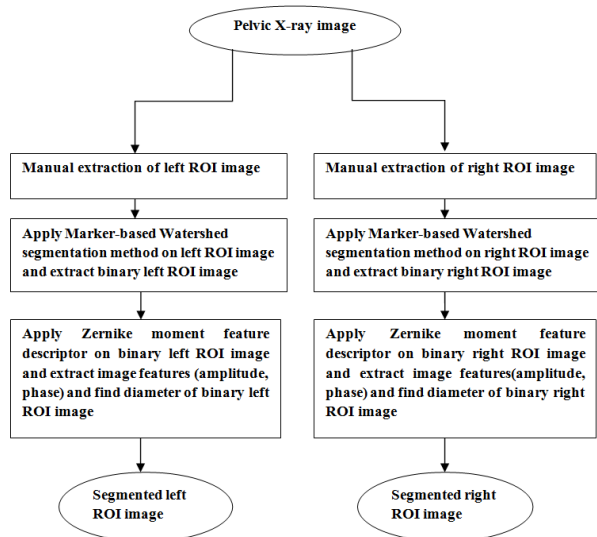 Pelvic X-ray image
Manual extraction of left ROI image
Manual extraction of right ROI image
Apply Marker-based Watershed
segmentation method on left ROI image
and extract binary left ROI image
Apply Marker-based Watershed
segmentation method on right ROI image
and extract binary right ROI image
Apply Zernike moment feature
descriptor on binary left ROI image
and extract image features (amplitude,
phase) and find diameter of binary left
ROI image
Apply Zernike moment feature
descriptor on binary right ROI image
and extract image features(amplitude,
phase) and find diameter of binary right
ROI image
Segmented left
ROI image
Segmented right
ROI image